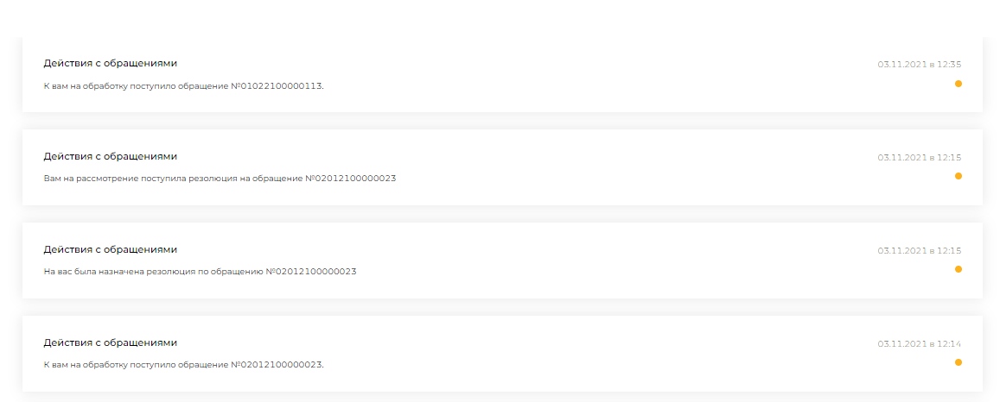 Действия с обращениями
03.11.2021 в 12:35
К вам на обработку поступило обращение №01022100000113.
Действия с обращениями
03.11.2021 в 12:15
Вам на рассмотрение поступила резолюция на обращение №02012100000023
Действия с обращениями
03.11.2021 в 12:15
На вас была назначена резолюция по обращению №02012100000023
Действия с обращениями
03.11.2021 в 12:14
К вам на обработку поступило обращение №02012100000023.